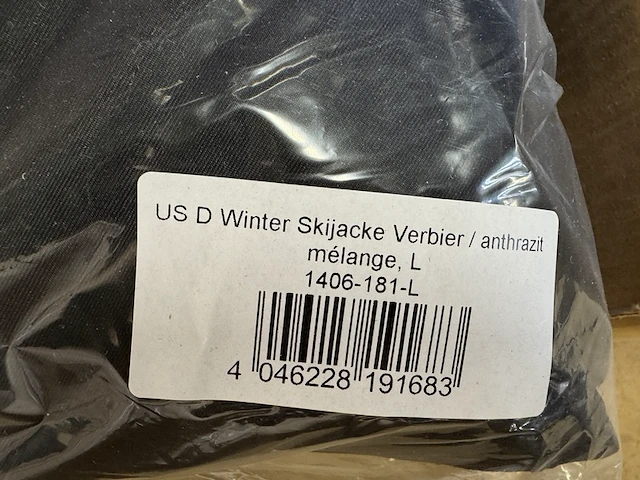 US D Winter Skijacke Verbier / anthrazit
mélange, L
1406-181-L
4 046228 191683